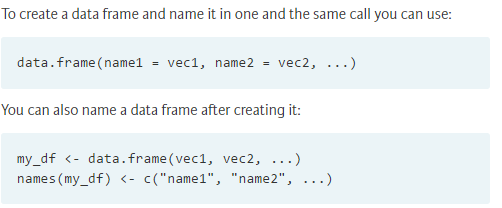 To create a data frame and name it in one and the same call you can use:
data.frame(name1 = vec1, name2 = vec2, ...)
You can also name a data frame after creating it:
my_df <- data.frame(vec1, vec2, ...)
names(my_df) <- c("name1", "name2", ...)